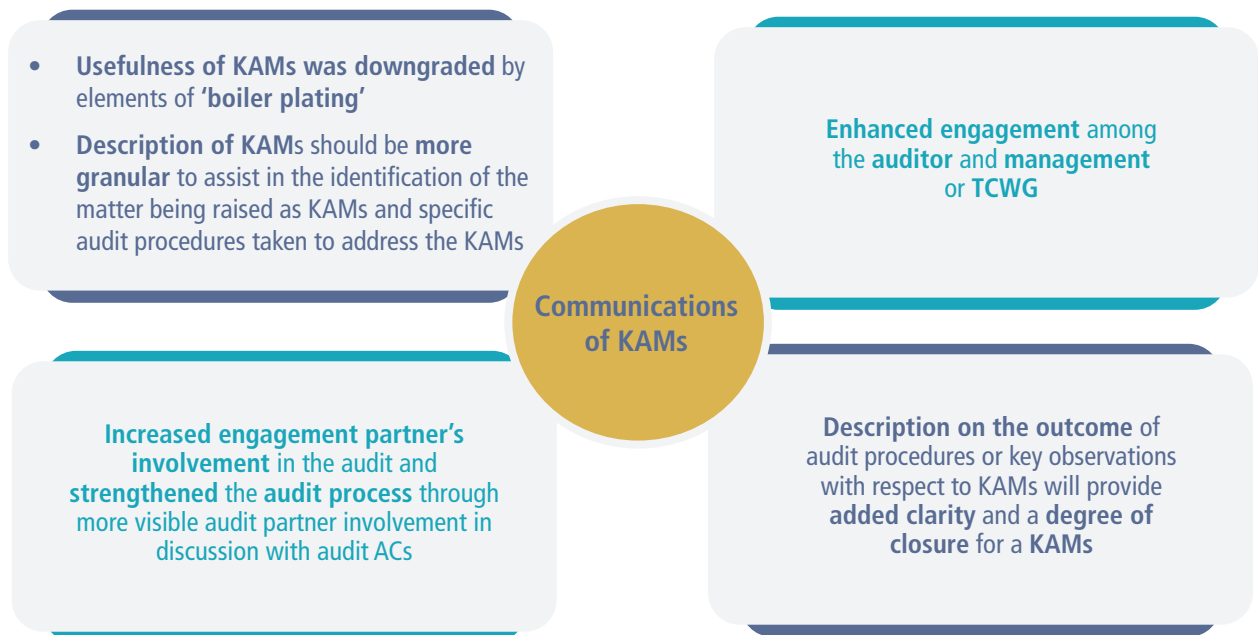 • Usefulness of KAMs was downgraded by
elements of ‘boiler plating’
• Description of KAMs should be more
granular to assist in the identification of the
matter being raised as KAMs and specific
audit procedures taken to address the KAMs
Enhanced engagement among
the auditor and management
or TCWG
Communications
of KAMs
Increased engagement partner’s
involvement in the audit and
strengthened the audit process through
more visible audit partner involvement in
discussion with audit ACs
Description on the outcome of
audit procedures or key observations
with respect to KAMs will provide
added clarity and a degree of
closure for a KAMs